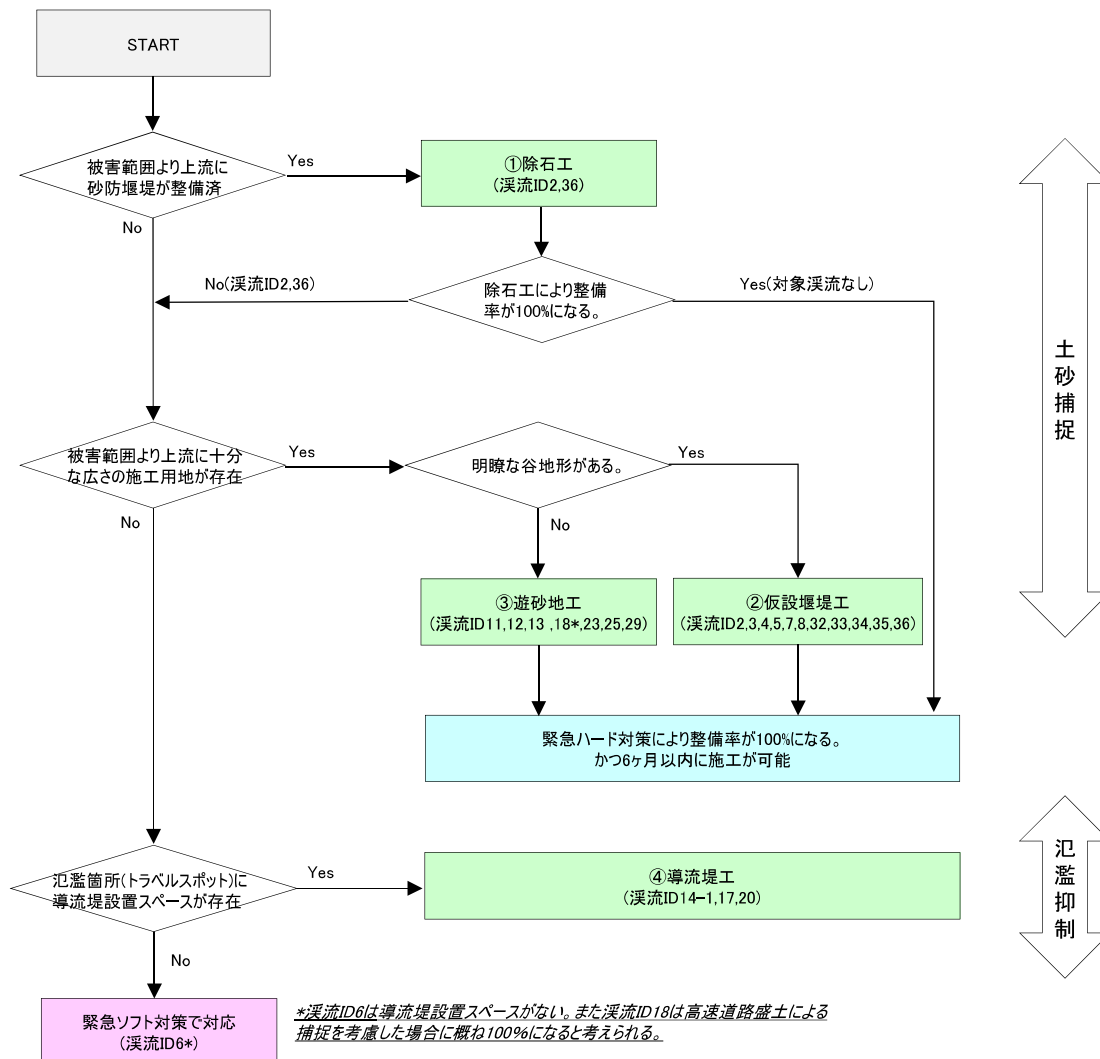 START
被害範囲より上流に
砂防堰堤が整備済
Yes
①除石工
(渓流ID2,36)
No
No(渓流ID2,36)
除石工により整備
率が100%になる。
Yes(対象渓流なし)
土砂捕捉
被害範囲より上流に十分
な広さの施工用地が存在
Yes
明瞭な谷地形がある。
Yes
No
No
③遊砂地工
(渓流ID11,12,13 ,18*,23,25,29)
②仮設堰堤工
(渓流ID2,3,4,5,7,8,32,33,34,35,36)
緊急ハード対策により整備率が100%になる。
かつ6ヶ月以内に施工が可能
氾濫箇所(トラベルスポット)に
導流堤設置スペースが存在
Yes
④導流堤工
(渓流ID14-1,17,20)
氾濫抑制
No
緊急ソフト対策で対応
(渓流ID6*)
*渓流ID6は導流堤設置スペースがない。また渓流ID18は高速道路盛土による
捕捉を考慮した場合に概ね100%になると考えられる。